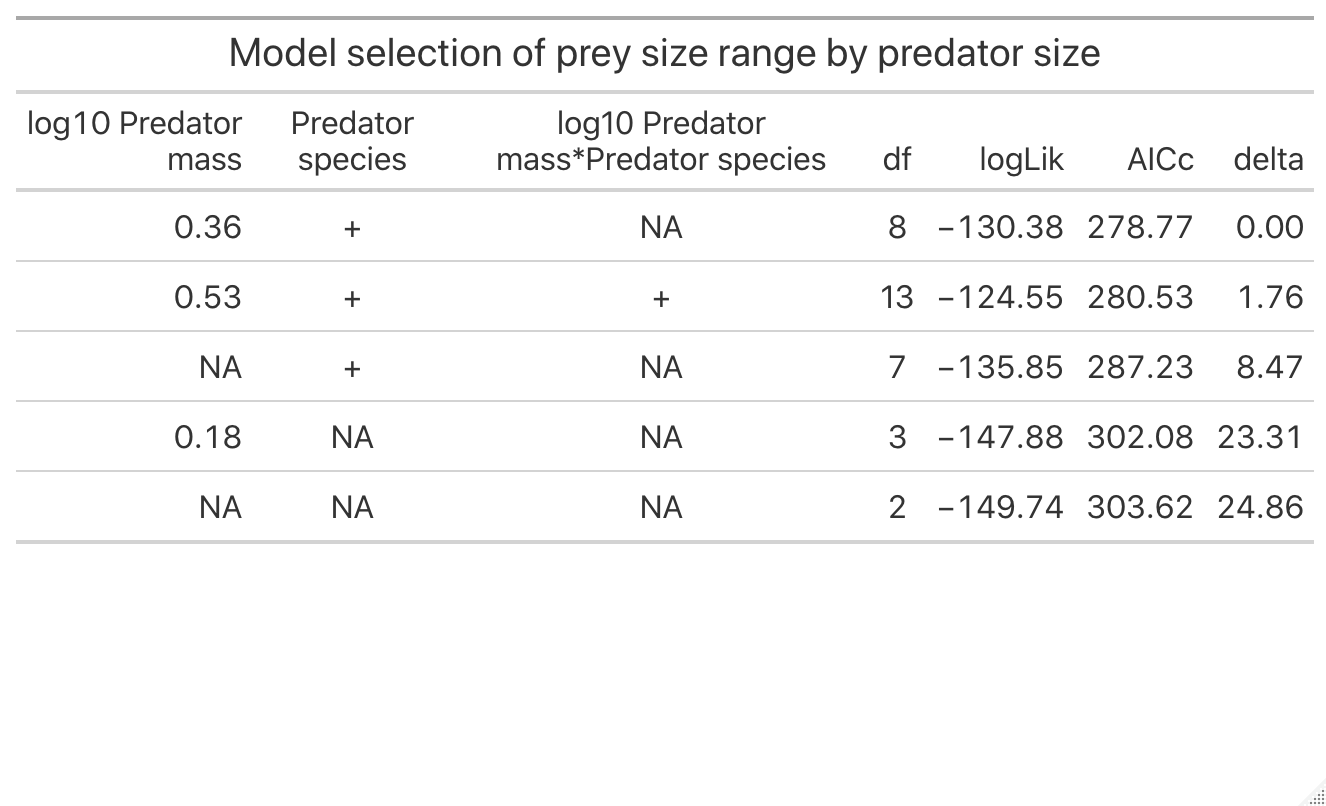 Model selection of prey size range by predator size
log10 Predator mass Predator species log10 Predator mass*Predator species df logLik AICc delta
0.36 + NA 8 −130.38 278.77 0.00
0.53 + + 13 −124.55 280.53 1.76
NA + NA 7 −135.85 287.23 8.47
0.18 NA NA 3 −147.88 302.08 23.31
NA NA NA 2 −149.74 303.62 24.86